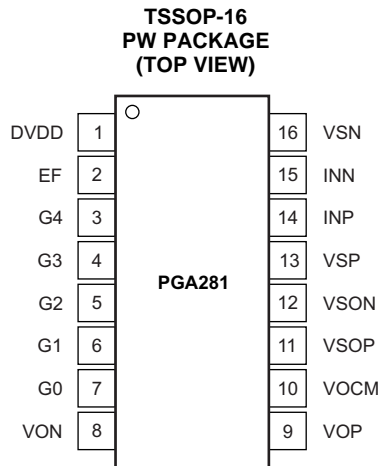 TSSOP-16
PW PACKAGE
(TOP VIEW)
DVDD 1 16 VSN
EF 2 15 INN
G4 3 14 INP
G3 4 13 VSP
PGA281
G2 5 12 VSON
G1 6 11 VSOP
G0 7 10 VOCM
VON 8 9 VOP